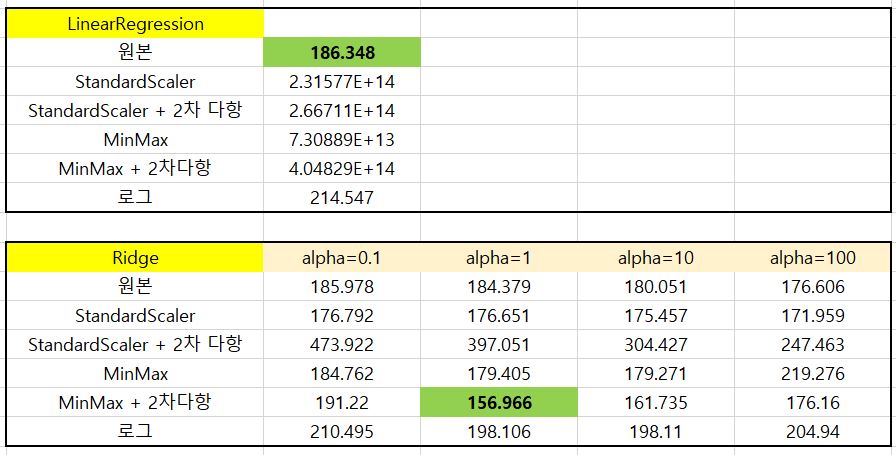 LinearRegression
원본 186.348
StandardScaler 2.31577E+14
StandardScaler + 2차 다항 2.66711E+14
MinMax 7.30889E+13
MinMax + 2차다항 4.04829E+14
로그 214.547
Ridge alpha=0.1 alpha=1 alpha=10 alpha=100
원본 185.978 184.379 180.051 176.606
StandardScaler 176.792 176.651 175.457 171.959
StandardScaler + 2차 다항 473.922 397.051 304.427 247.463
MinMax 184.762 179.405 179.271 219.276
MinMax + 2차다항 191.22 156.966 161.735 176.16
로그 210.495 198.106 198.11 204.94